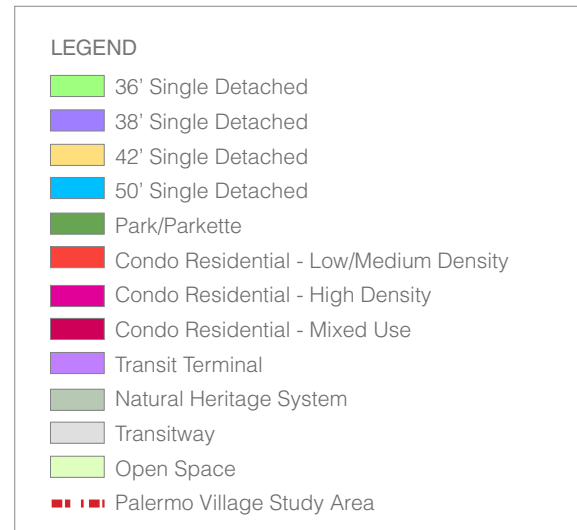 LEGEND
36’ Single Detached
38’ Single Detached
42’ Single Detached
50’ Single Detached
Park/Parkette
Condo Residential - Low/Medium Density
Condo Residential - High Density
Condo Residential - Mixed Use
Transit Terminal
Natural Heritage System
Transitway
Open Space
Palermo Village Study Area